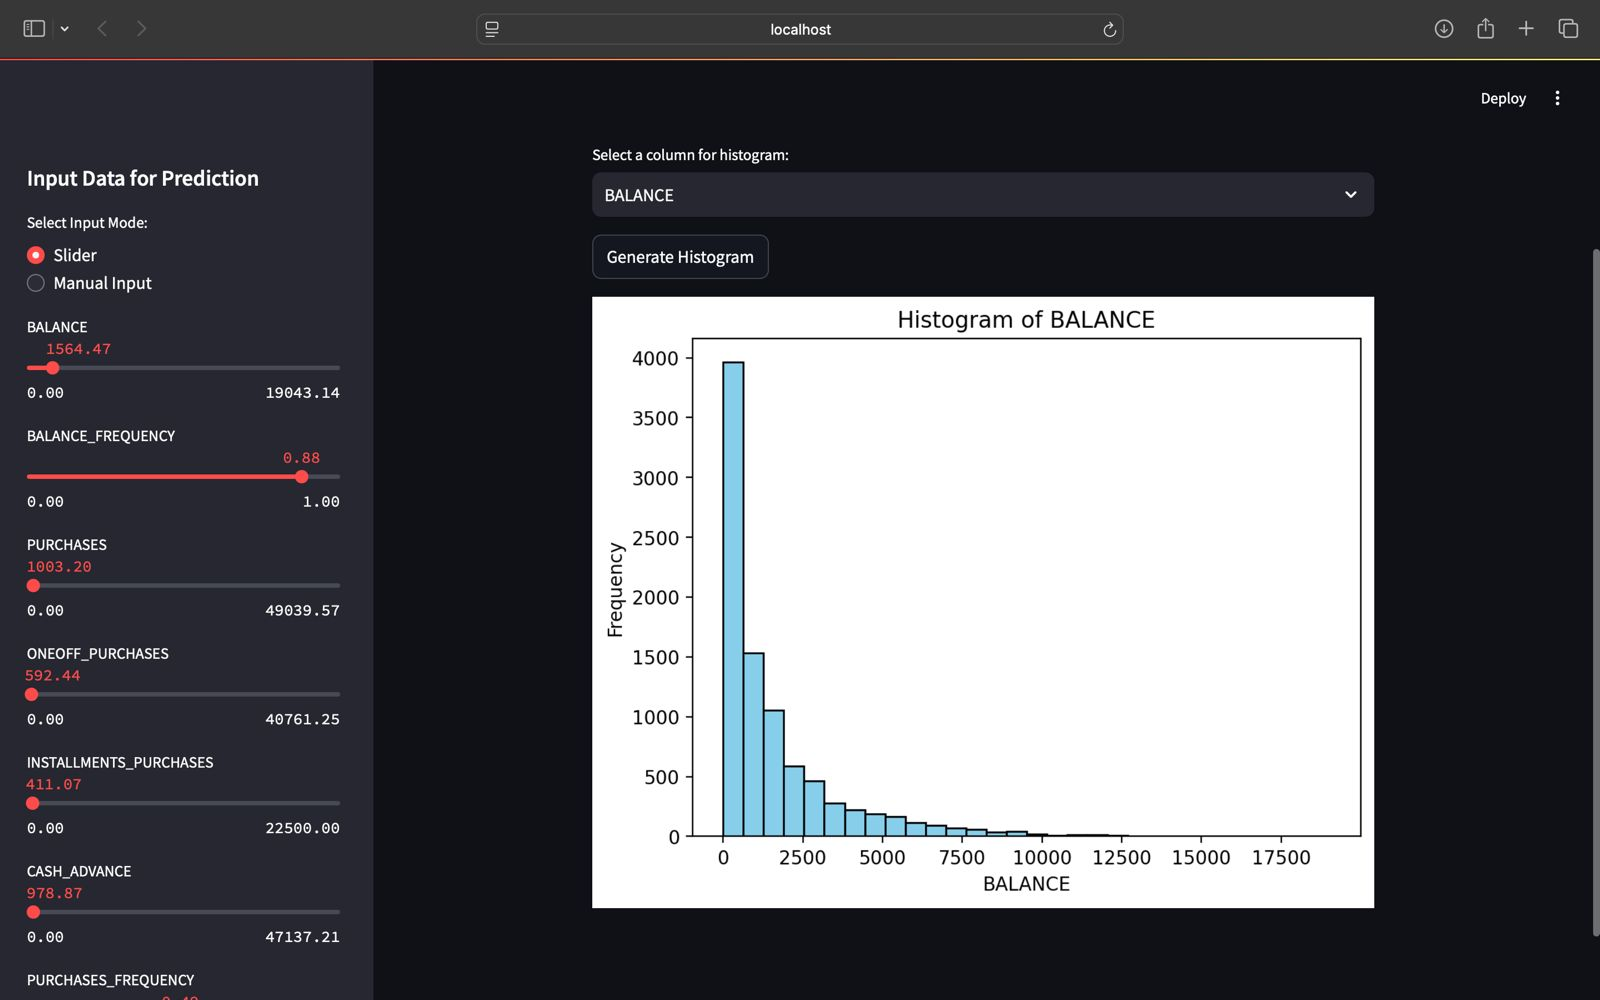 localhost
Deploy
Input Data for Prediction
Select Input Mode:
Slider
Manual Input
BALANCE
1564.47
0.00 19043.14
BALANCE_FREQUENCY
0.88
0.00 1.00
PURCHASES
1003.20
0.00 49039.57
ONEOFF_PURCHASES
592.44
0.00 40761.25
INSTALLMENTS_PURCHASES
411.07
0.00 22500.00
CASH_ADVANCE
978.87
0.00 47137.21
PURCHASES_FREQUENCY
Select a column for histogram:
BALANCE
Generate Histogram
Histogram of BALANCE
Frequency
4000
3500
3000
2500
2000
1500
1000
500
0
0 2500 5000 7500 10000 12500 15000 17500
BALANCE